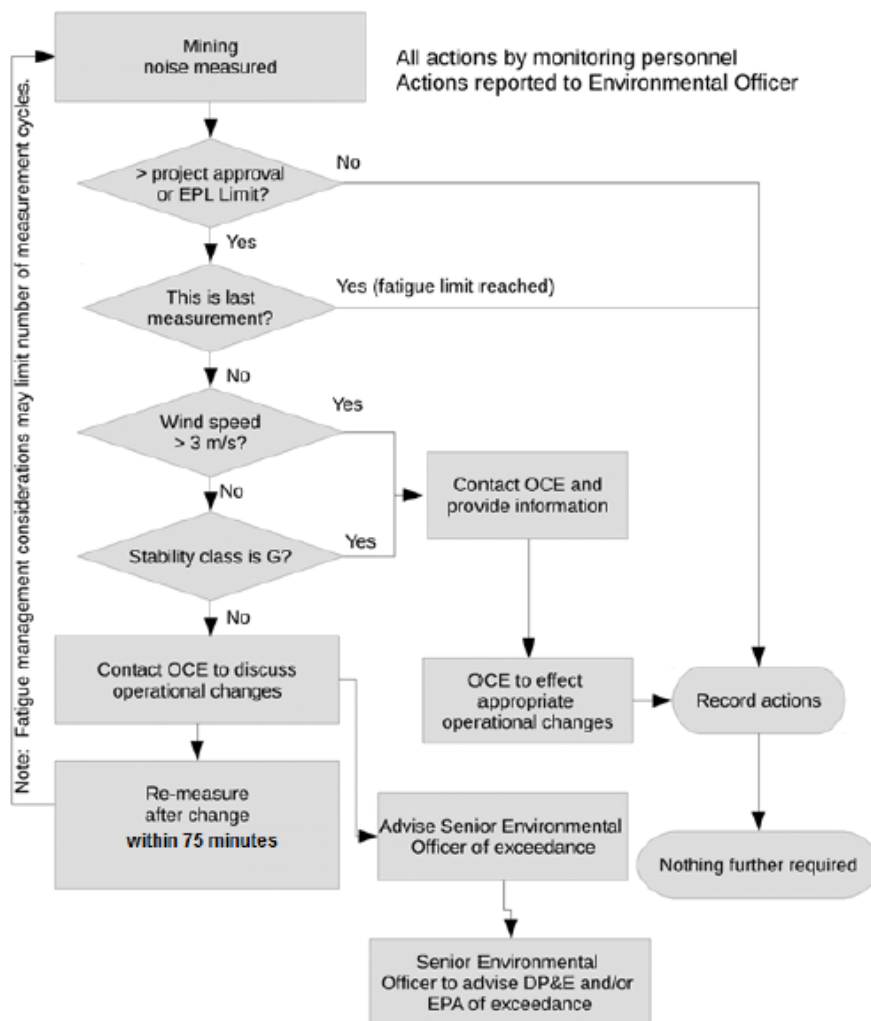 Mining
noise measured
All actions by monitoring personnel
Actions reported to Environmental Officer
Note: Fatigue management considerations may limit number of measurement cycles.
> project approval
or EPL Limit?
No
Yes
This is last
measurement?
Yes (fatigue limit reached)
No
Wind speed
> 3 m/s?
Yes
No
Contact OCE and
provide information
Stability class is G?
Yes
No
Contact OCE to discuss
operational changes
OCE to effect
appropriate
operational changes
Record actions
Re-measure
after change
within 75 minutes
Advise Senior Environmental
Officer of exceedance
Nothing further required
Senior Environmental
Officer to advise DP&E and/or
EPA of exceedance